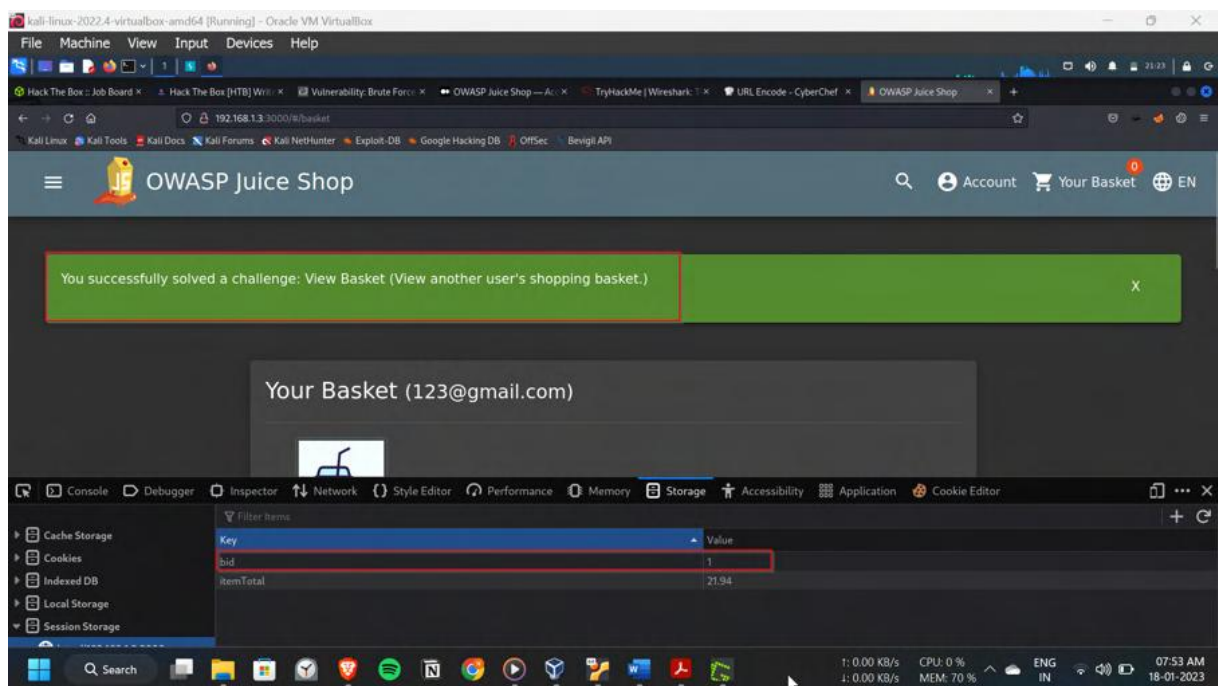 kali-linux-2022.4-virtualbox-amd64 [Running] - Oracle VM VirtualBox
File Machine View Input Devices Help
1 21:23
Hack The Box :: Job Board Hack The Box [HTB] Vulnerability: Brute Force OWASP Juice Shop — TryHackMe | Wireshark: URL Encode - CyberChef OWASP Juice Shop
192.168.1.3:3000/#/basket
Kali Linux Kali Tools Kali Docs Kali Forums Kali NetHunter Exploit-DB Google Hacking DB OffSec Bevigil API
OWASP Juice Shop Account Your Basket 0 EN
You successfully solved a challenge: View Basket (View another user's shopping basket.) X
Your Basket (123@gmail.com)
Console Debugger Inspector Network Style Editor Performance Memory Storage Accessibility Application Cookie Editor
Filter Items
Cache Storage
Cookies
Indexed DB
Local Storage
Session Storage
Key Value
bid 1
itemTotal 21.94
Search
↑: 0.00 KB/s CPU: 0 % ENG 07:53 AM
↓: 0.00 KB/s MEM: 70 % IN 18-01-2023